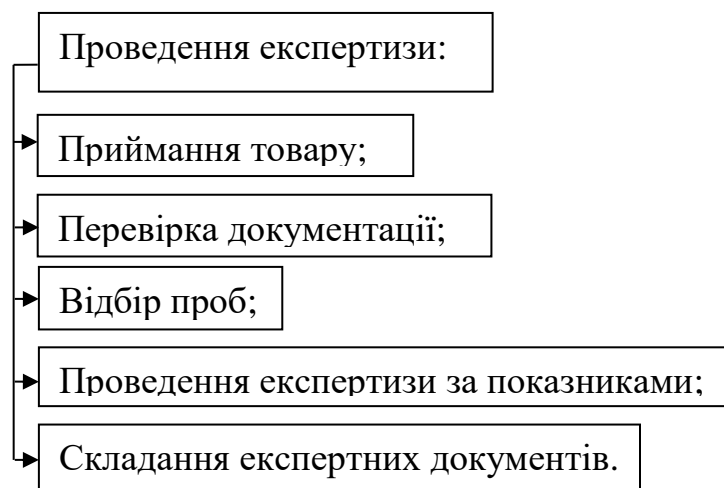 Проведення експертизи:
Приймання товару;
Перевірка документації;
Відбір проб;
Проведення експертизи за показниками;
Складання експертних документів.